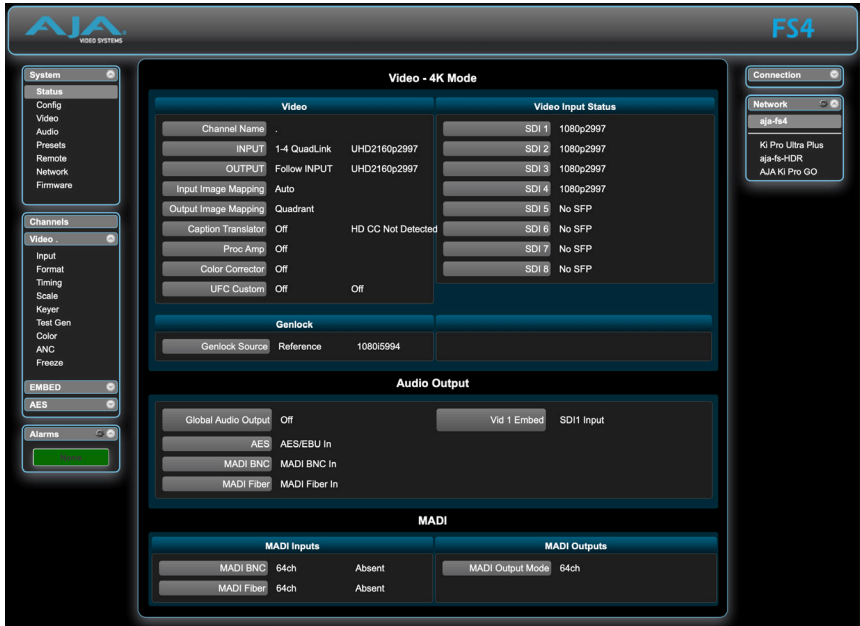 AJA
VIDEO SYSTEMS
FS4
System
Status
Config
Video
Audio
Presets
Remote
Network
Firmware
Channels
Video .
Input
Format
Timing
Scale
Keyer
Test Gen
Color
ANC
Freeze
EMBED
AES
Alarms
Video - 4K Mode
Video
Channel Name .
INPUT 1-4 QuadLink UHD2160p2997
OUTPUT Follow INPUT UHD2160p2997
Input Image Mapping Auto
Output Image Mapping Quadrant
Caption Translator Off HD CC Not Detected
Proc Amp Off
Color Corrector Off
UFC Custom Off Off
Video Input Status
SDI 1 1080p2997
SDI 2 1080p2997
SDI 3 1080p2997
SDI 4 1080p2997
SDI 5 No SFP
SDI 6 No SFP
SDI 7 No SFP
SDI 8 No SFP
Genlock
Genlock Source Reference 1080i5994
Audio Output
Global Audio Output Off
AES AES/EBU In
MADI BNC MADI BNC In
MADI Fiber MADI Fiber In
Vid 1 Embed SDI1 Input
MADI
MADI Inputs
MADI BNC 64ch Absent
MADI Fiber 64ch Absent
MADI Outputs
MADI Output Mode 64ch
Connection
Network
aja-fs4
Ki Pro Ultra Plus
aja-fs-HDR
AJA Ki Pro GO